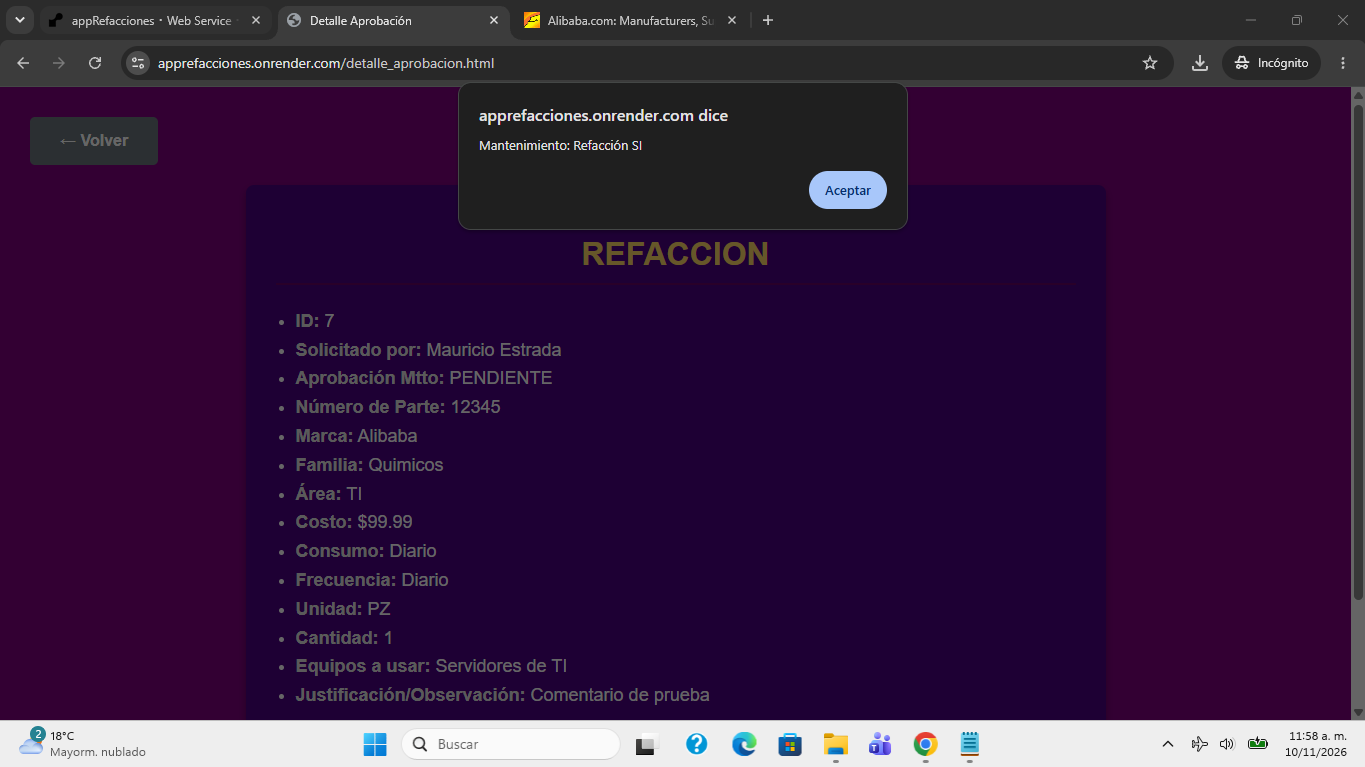 appRefacciones · Web Service
Detalle Aprobación
Alibaba.com: Manufacturers, Su
apprefacciones.onrender.com/detalle_aprobacion.html
Incógnito
← Volver
apprefacciones.onrender.com dice
Mantenimiento: Refacción SI
Aceptar
REFACCION
• ID: 7
• Solicitado por: Mauricio Estrada
• Aprobación Mtto: PENDIENTE
• Número de Parte: 12345
• Marca: Alibaba
• Familia: Quimicos
• Área: TI
• Costo: $99.99
• Consumo: Diario
• Frecuencia: Diario
• Unidad: PZ
• Cantidad: 1
• Equipos a usar: Servidores de TI
• Justificación/Observación: Comentario de prueba
2
18°C
Mayorm. nublado
Buscar
11:58 a. m.
10/11/2026